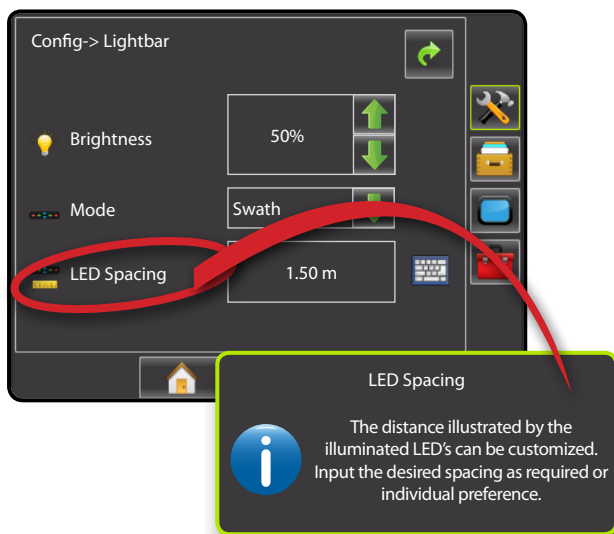 Config-> Lightbar
Brightness
50%
Mode
Swath
LED Spacing
1.50 m
LED Spacing
The distance illustrated by the
illuminated LED's can be customized.
Input the desired spacing as required or
individual preference.